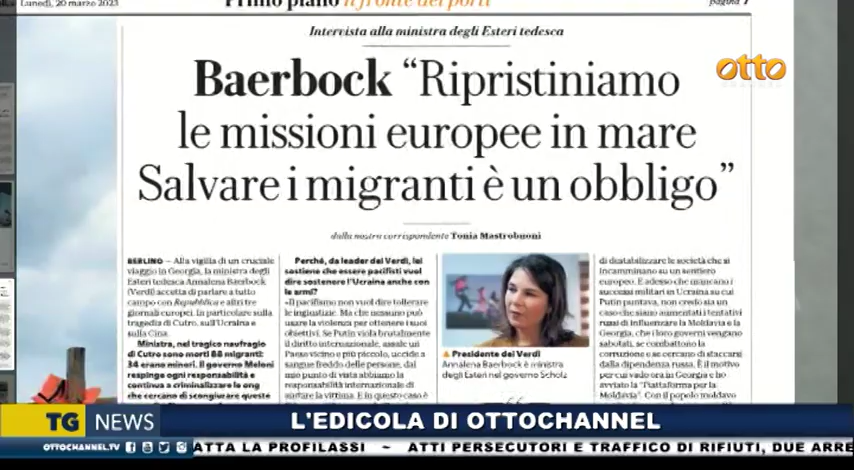 Lunedì, 20 marzo 2023
Primo piano Il fronte dei porti
pagina 7
Intervista alla ministra degli Esteri tedesca
Baerbock “Ripristiniamo
le missioni europee in mare
Salvare i migranti è un obbligo”
otto
CHANNEL
dalla nostra corrispondente Tonia Mastrobuoni
BERLINO – Alla vigilia di un cruciale
viaggio in Georgia, la ministra degli
Esteri tedesca Annalena Baerbock
(Verdi) accetta di parlare a tutto
campo con Repubblica e altri tre
giornali europei. In particolare sulla
tragedia di Cutro, sull'Ucraina e
sulla Cina.
Ministra, nel tragico naufragio
di Cutro sono morti 88 migranti:
34 erano minori. Il governo Meloni
respinge ogni responsabilità e
continua a criminalizzare le ong
che cercano di scongiurare queste
Perché, da leader dei Verdi, lei
sostiene che essere pacifisti vuol
dire sostenere l'Ucraina anche con
le armi?
«Il pacifismo non vuol dire tollerare
le ingiustizie. Ma che nessuno può
usare la violenza per ottenere i suoi
obiettivi. Se Putin viola brutalmente
il diritto internazionale, assale un
Paese vicino e più piccolo, uccide a
sangue freddo delle persone, dal
mio punto di vista abbiamo la
responsabilità internazionale di
aiutare la vittima. E in questo caso è
▲ Presidente dei Verdi
Annalena Baerbock è ministra
degli Esteri nel governo Scholz
di destabilizzare le società che si
incamminano su un sentiero
europeo. E adesso che mancano i
successi militari in Ucraina su cui
Putin puntava, non credo sia un
caso che siano aumentati i tentativi
russi di influenzare la Moldavia e la
Georgia, che i loro governi vengano
sabotati, se combattono la
corruzione e se cercano di staccarsi
dalla dipendenza russa. È il motivo
per cui vado ora in Georgia e ho
avviato la "Piattaforma per la
Moldavia". Con il popolo moldavo
TG NEWS
L'EDICOLA DI OTTOCHANNEL
OTTOCHANNEL.TV
ATTA LA PROFILASSI ~ ATTI PERSECUTORI E TRAFFICO DI RIFIUTI, DUE ARRE